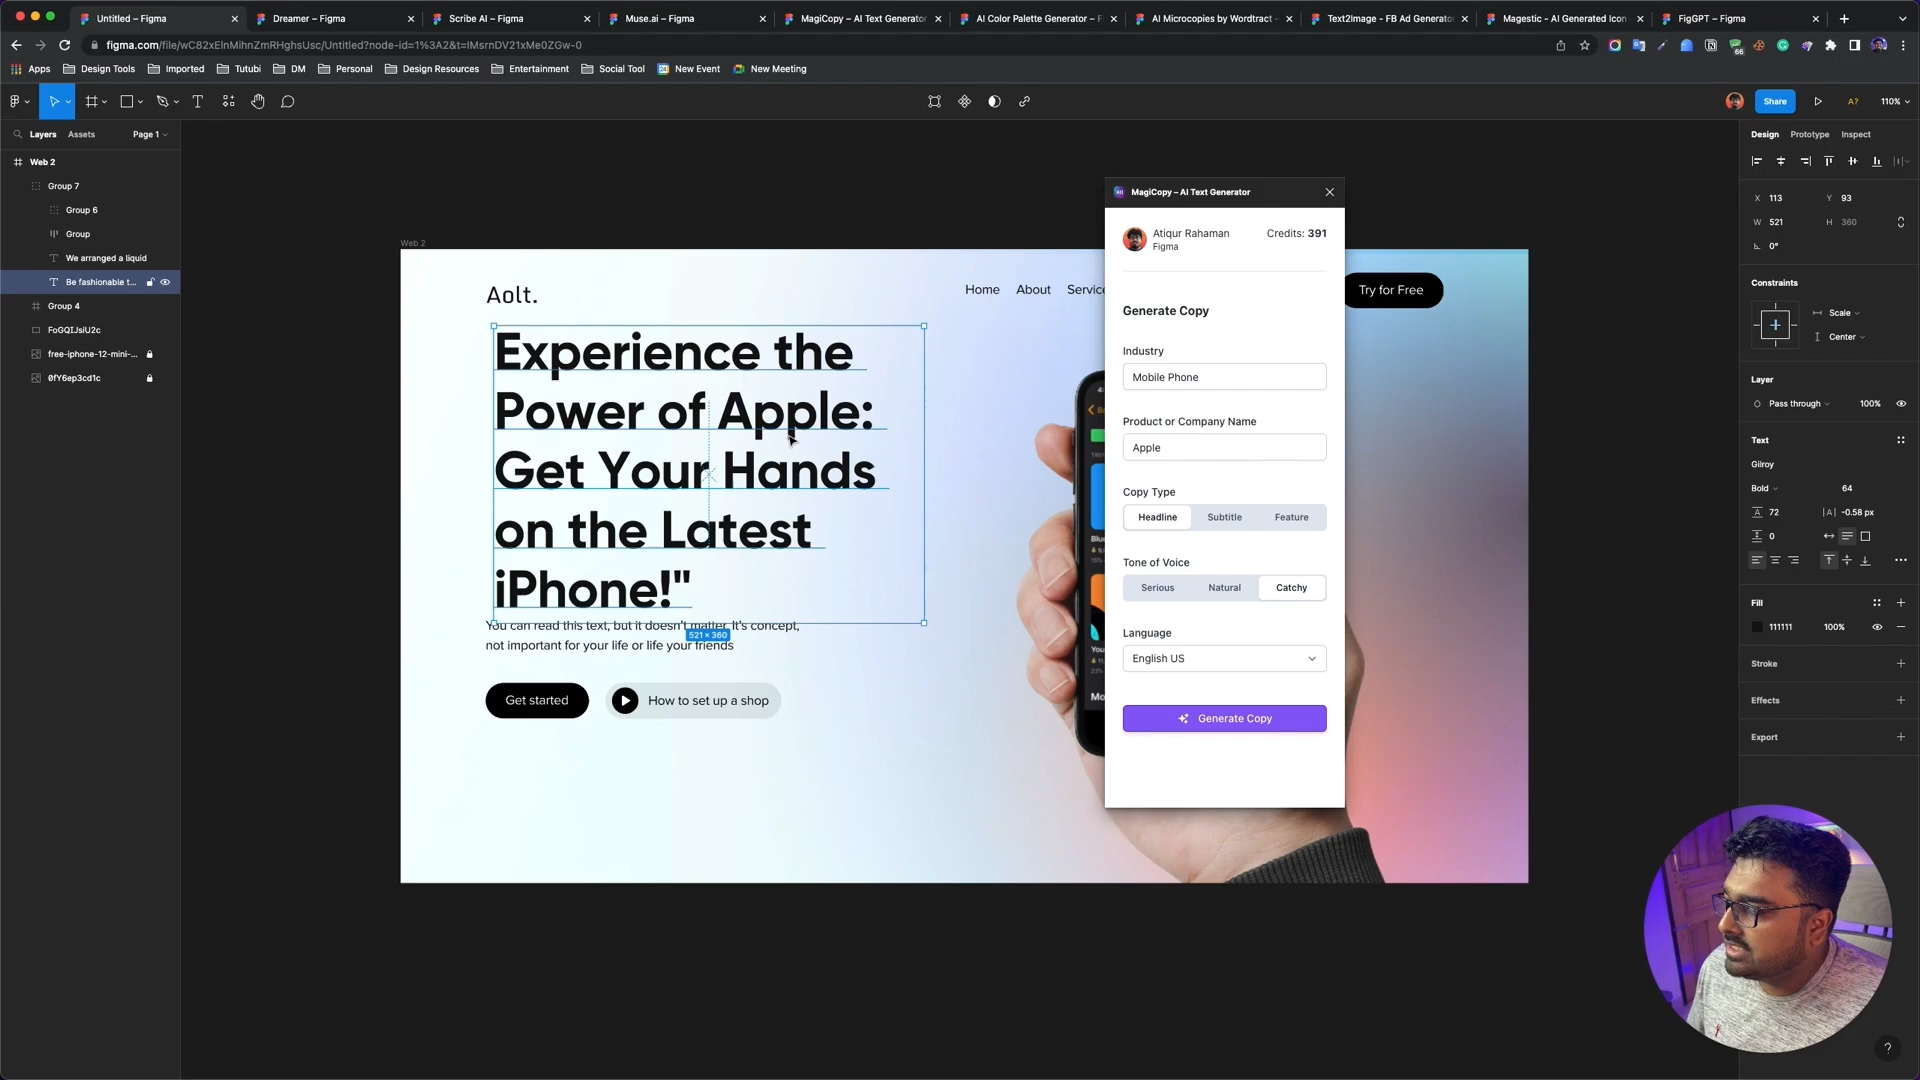 Untitled – Figma
Dreamer – Figma
Scribe AI – Figma
Muse.ai – Figma
MagiCopy – AI Text Generator
AI Color Palette Generator – F
AI Microcopies by Wordtract -
Text2Image - FB Ad Generator
Magestic - AI Generated Icon
FigGPT – Figma
figma.com/file/wC82xElnMihnZmRHghsUsc/Untitled?node-id=1%3A2&t=IMsrnDV21xMe0ZGw-0
Apps
Design Tools
Imported
Tutubi
DM
Personal
Design Resources
Entertainment
Social Tool
New Event
New Meeting
Share
A?
110%
Layers
Assets
Page 1
Web 2
Group 7
Group 6
Group
We arranged a liquid
Be fashionable t...
Group 4
FoGQIJsiU2c
free-iphone-12-mini-...
0fY6ep3cd1c
Web 2
Aolt.
Home
About
Service
Try for Free
Experience the
Power of Apple:
Get Your Hands
on the Latest
iPhone!"
You can read this text, but it doesn't matter. It's concept,
521 × 360
not important for your life or life your friends
Get started
How to set up a shop
MagiCopy – AI Text Generator
Atiqur Rahaman
Figma
Credits: 391
Generate Copy
Industry
Mobile Phone
Product or Company Name
Apple
Copy Type
Headline
Subtitle
Feature
Tone of Voice
Serious
Natural
Catchy
Language
English US
Generate Copy
Design
Prototype
Inspect
X 113
Y 93
W 521
H 360
0°
Constraints
Scale
Center
Layer
Pass through
100%
Text
Gilroy
Bold
64
72
-0.58 px
0
Fill
111111
100%
Stroke
Effects
Export
?